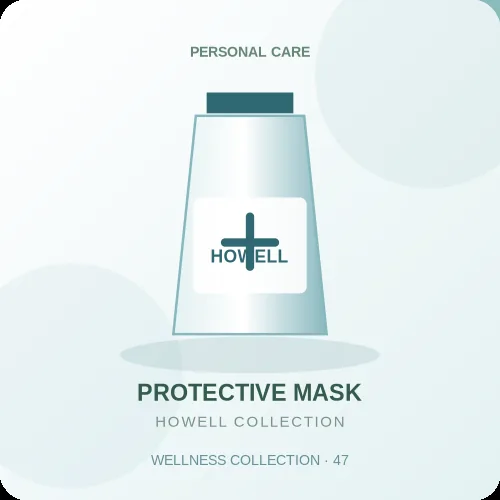 PERSONAL CARE
HOWELL
PROTECTIVE MASK
HOWELL COLLECTION
WELLNESS COLLECTION · 47